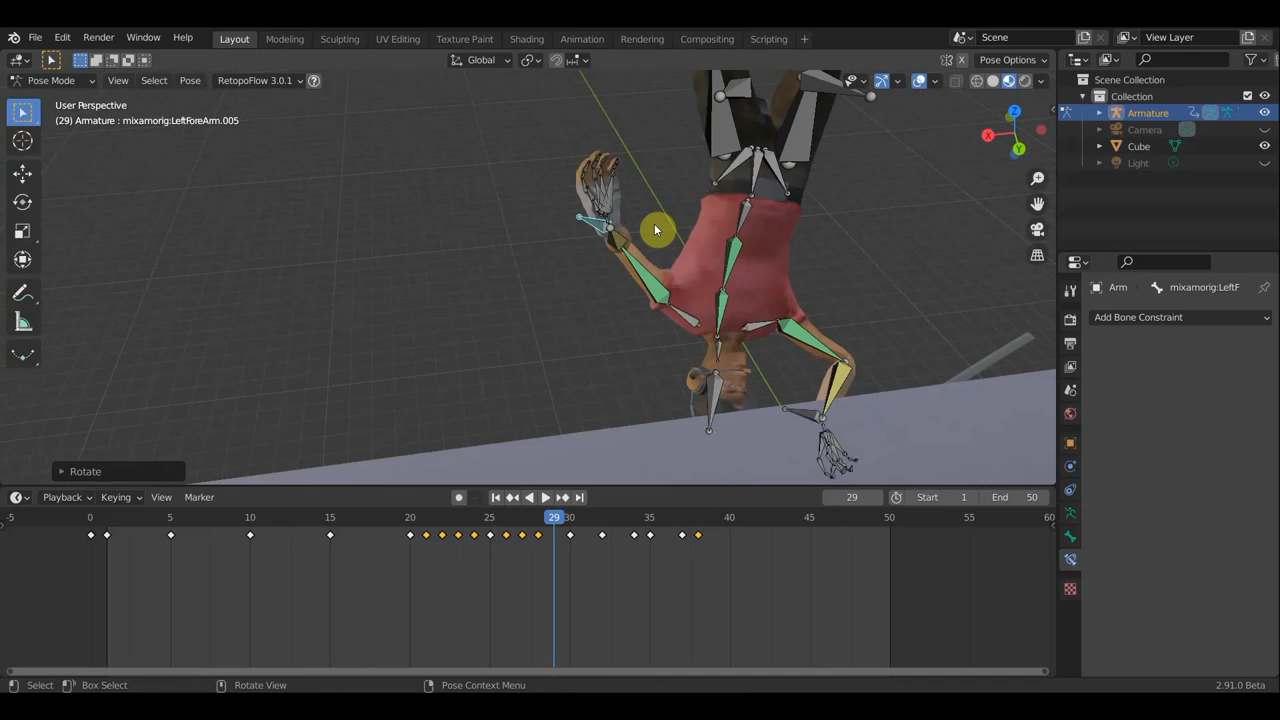 File Edit Render Window Help Layout Modeling Sculpting UV Editing Texture Paint Shading Animation Rendering Compositing Scripting + Scene View Layer
Global Pose Options
Pose Mode View Select Pose RetopoFlow 3.0.1 X
User Perspective
(29) Armature : mixamorig:LeftForeArm.005
Z
X
Y
Scene Collection
Collection
Armature
Camera
Cube
Light
Arm mixamorig:LeftF
Add Bone Constraint
Rotate
Playback Keying View Marker 29 Start 1 End 50
-5 0 5 10 15 20 25 29 30 35 40 45 50 55 60
Select Box Select Rotate View Pose Context Menu 2.91.0 Beta